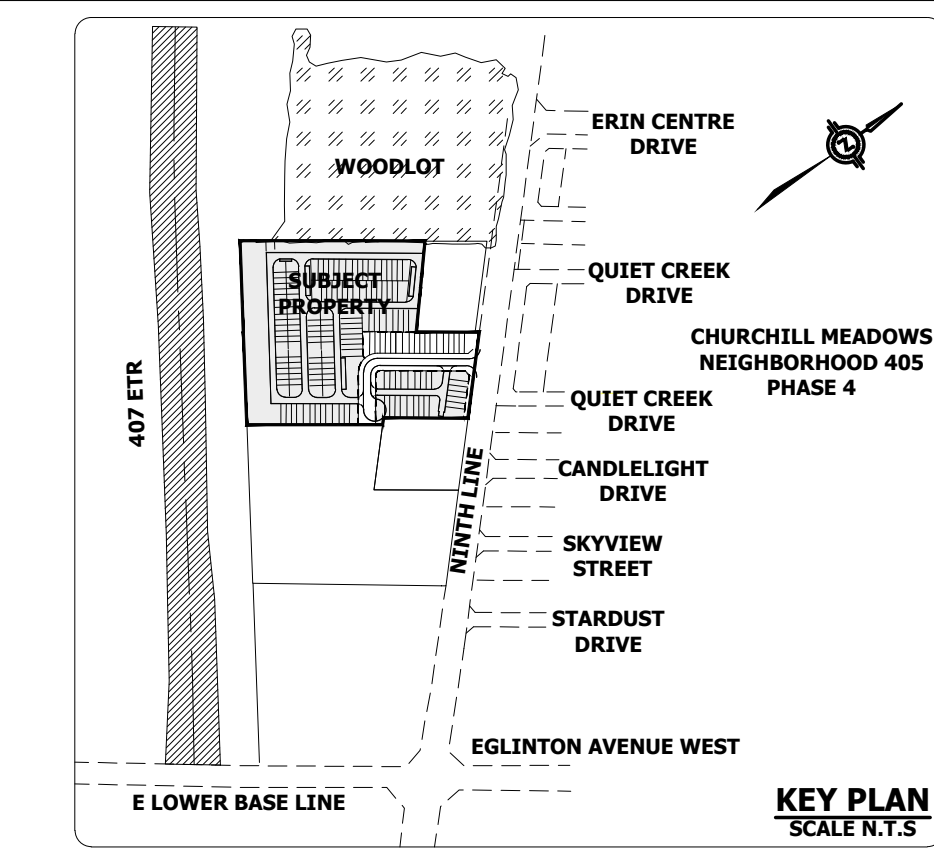 ERIN CENTRE
DRIVE
WOODLOT
QUIET CREEK
DRIVE
SUBJECT
PROPERTY
CHURCHILL MEADOWS
NEIGHBORHOOD 405
PHASE 4
407 ETR
QUIET CREEK
DRIVE
CANDLELIGHT
DRIVE
NINTH LINE
SKYVIEW
STREET
STARDUST
DRIVE
EGLINTON AVENUE WEST
E LOWER BASE LINE
KEY PLAN
SCALE N.T.S
Z